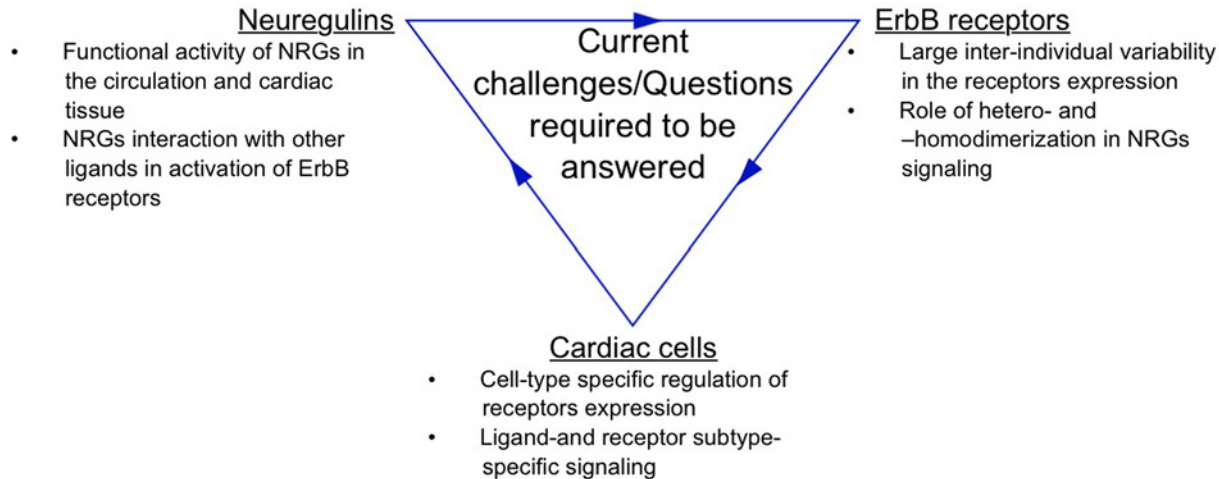 Neuregulins
• Functional activity of NRGs in
the circulation and cardiac
tissue
• NRGs interaction with other
ligands in activation of ErbB
receptors
Current
challenges/Questions
required to be
answered
ErbB receptors
• Large inter-individual variability
in the receptors expression
• Role of hetero- and
–homodimerization in NRGs
signaling
Cardiac cells
• Cell-type specific regulation of
receptors expression
• Ligand-and receptor subtype-
specific signaling